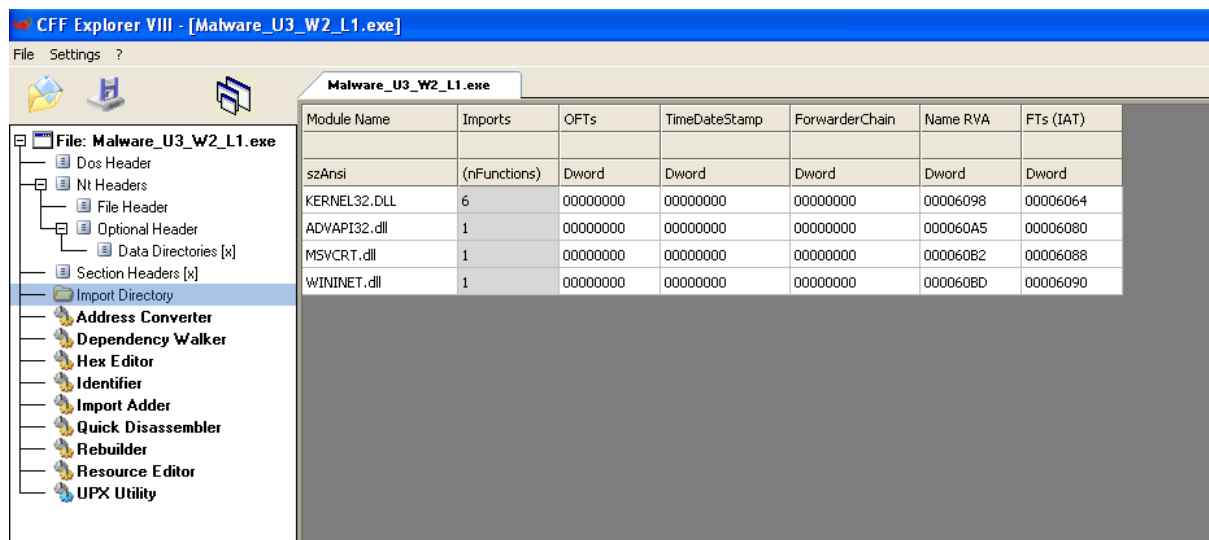 CFF Explorer VIII - [Malware_U3_W2_L1.exe]
File Settings ?
Malware_U3_W2_L1.exe
File: Malware_U3_W2_L1.exe
Dos Header
Nt Headers
File Header
Optional Header
Data Directories [x]
Section Headers [x]
Import Directory
Address Converter
Dependency Walker
Hex Editor
Identifier
Import Adder
Quick Disassembler
Rebuilder
Resource Editor
UPX Utility
Module Name Imports OFTs TimeDateStamp ForwarderChain Name RVA FTs (IAT)
szAnsi (nFunctions) Dword Dword Dword Dword Dword
KERNEL32.DLL 6 00000000 00000000 00000000 00006098 00006064
ADVAPI32.dll 1 00000000 00000000 00000000 000060A5 00006080
MSVCRT.dll 1 00000000 00000000 00000000 000060B2 00006088
WININET.dll 1 00000000 00000000 00000000 000060BD 00006090